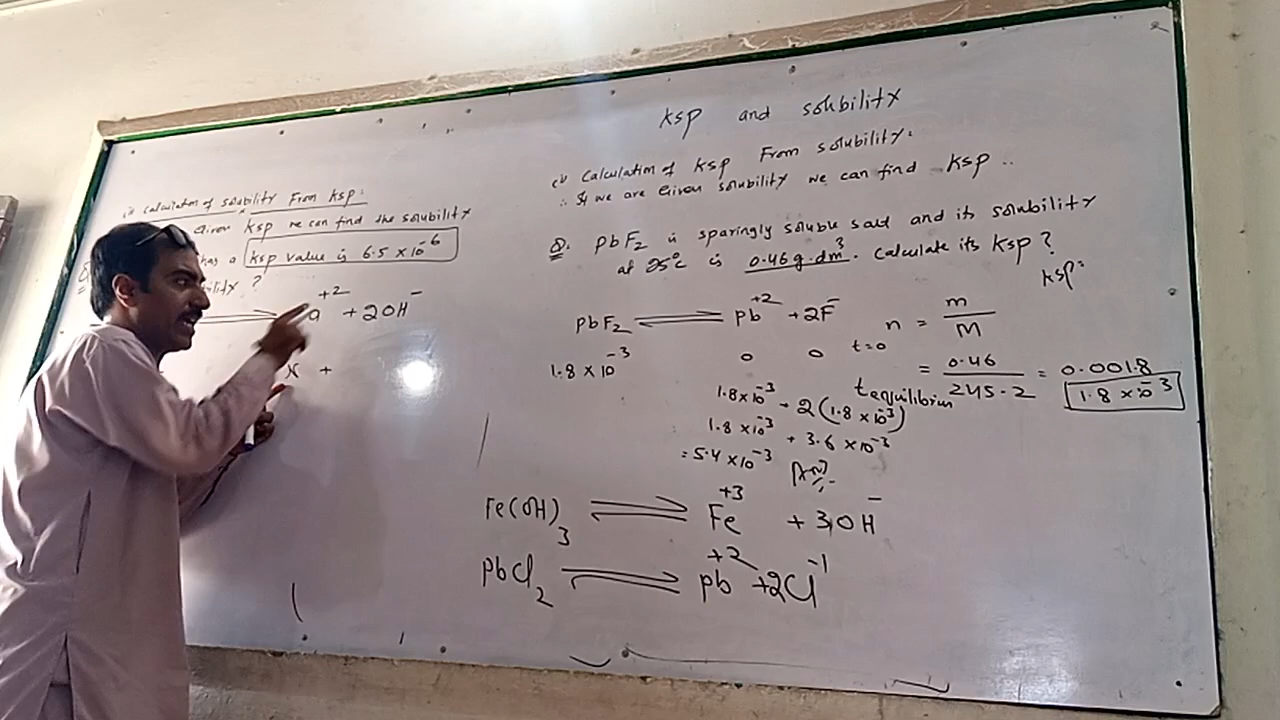 Ksp and solubility
(i) Calculation of Ksp From solubility:
∴ If we are Given solubility we can find Ksp ..
Q. PbF2 is sparingly soluble salt and its solubility
at 25°C is 0.46 g.dm³. Calculate its Ksp?
Ksp:
PbF2 ⇌ Pb+2 + 2F-
n = m/M
1.8 × 10-3
0 0 t=0
= 0.46/245.2 = 0.0018
1.8 × 10-3
t equilibrium
1.8×10-3 + 2(1.8 × 10-3)
1.8 × 10-3 + 3.6 × 10-3
= 5.4 × 10-3 Ans
Fe(OH)3 ⇌ Fe+3 + 3OH-
PbCl2 ⇌ Pb+2 + 2Cl-1
Calculation of solubility From Ksp:
Given Ksp we can find the solubility
has a Ksp value is 6.5 × 10-6
?
+2 + 2OH-
x +